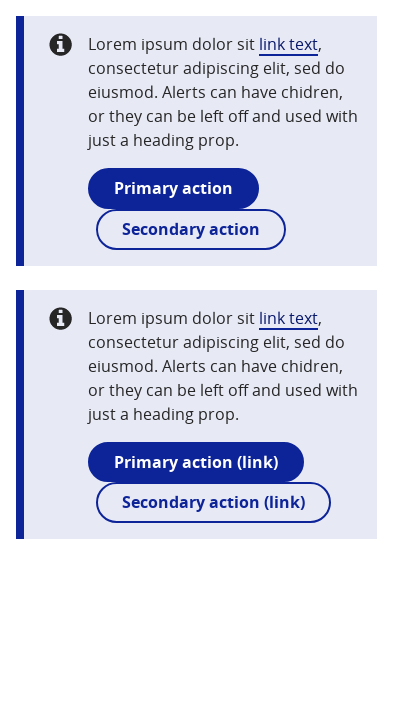 Lorem ipsum dolor sit link text,
consectetur adipiscing elit, sed do
eiusmod. Alerts can have chidren,
or they can be left off and used with
just a heading prop.
Primary action
Secondary action
Lorem ipsum dolor sit link text,
consectetur adipiscing elit, sed do
eiusmod. Alerts can have chidren,
or they can be left off and used with
just a heading prop.
Primary action (link)
Secondary action (link)